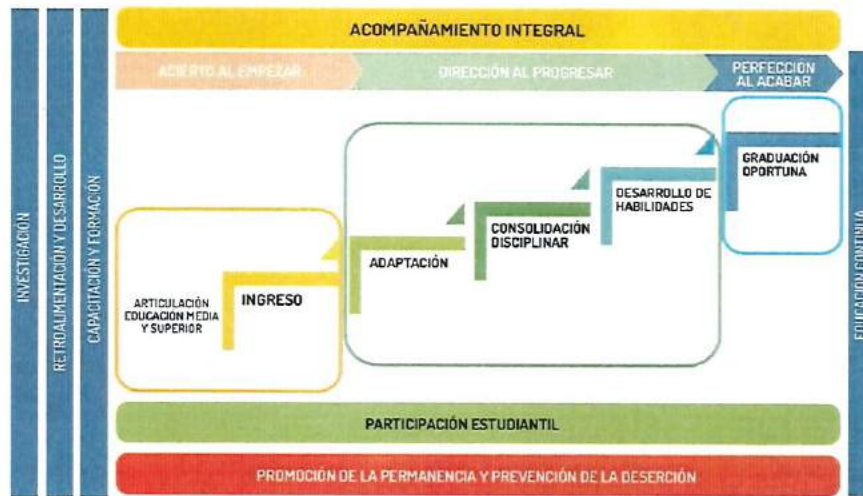 ACOMPAÑAMIENTO INTEGRAL
ACIERTO AL EMPEZAR
DIRECCIÓN AL PROGRESAR
PERFECCIÓN
AL ACABAR
INVESTIGACIÓN
RETROALIMENTACIÓN Y DESARROLLO
CAPACITACIÓN Y FORMACIÓN
ARTICULACIÓN
EDUCACIÓN MEDIA
Y SUPERIOR
INGRESO
ADAPTACIÓN
CONSOLIDACIÓN
DISCIPLINAR
DESARROLLO DE
HABILIDADES
GRADUACIÓN
OPORTUNA
EDUCACIÓN CONTINUA
PARTICIPACIÓN ESTUDIANTIL
PROMOCIÓN DE LA PERMANENCIA Y PREVENCIÓN DE LA DESERCIÓN